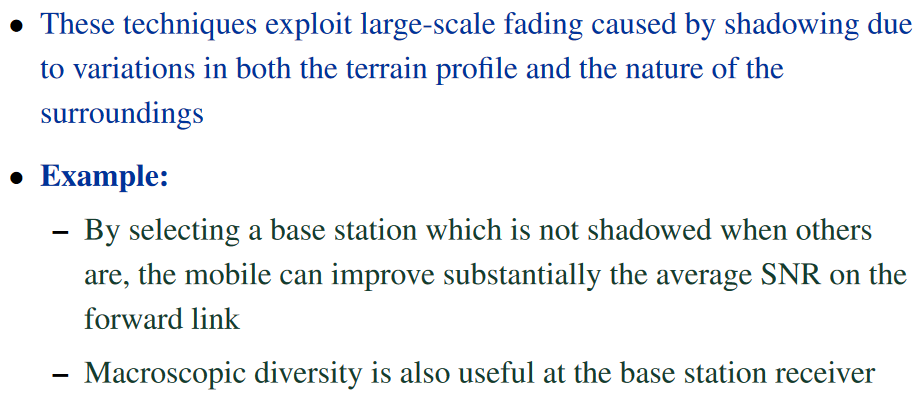 • These techniques exploit large-scale fading caused by shadowing due
to variations in both the terrain profile and the nature of the
surroundings
• Example:
– By selecting a base station which is not shadowed when others
are, the mobile can improve substantially the average SNR on the
forward link
– Macroscopic diversity is also useful at the base station receiver